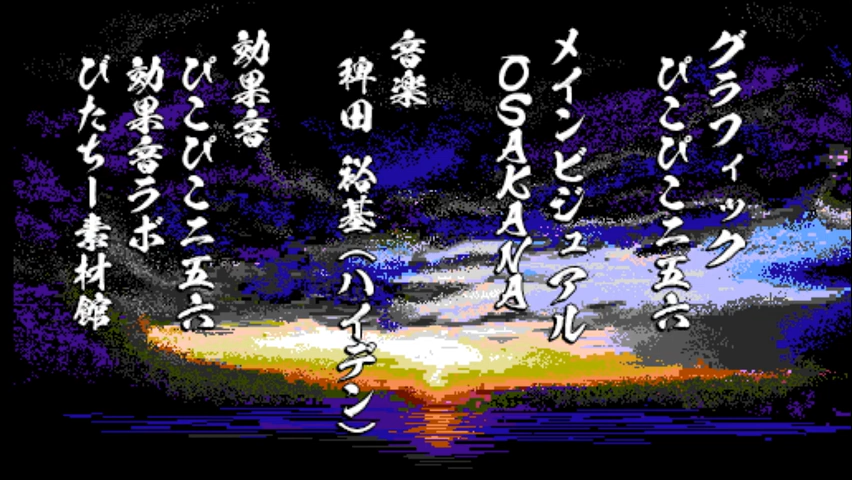 グラフィック
ぴこぴこ二五六
メインビジュアル
OSAKANA
音楽
稗田 裕基（ハイデン）
効果音
ぴこぴこ二五六
効果音ラボ
びたちー素材館